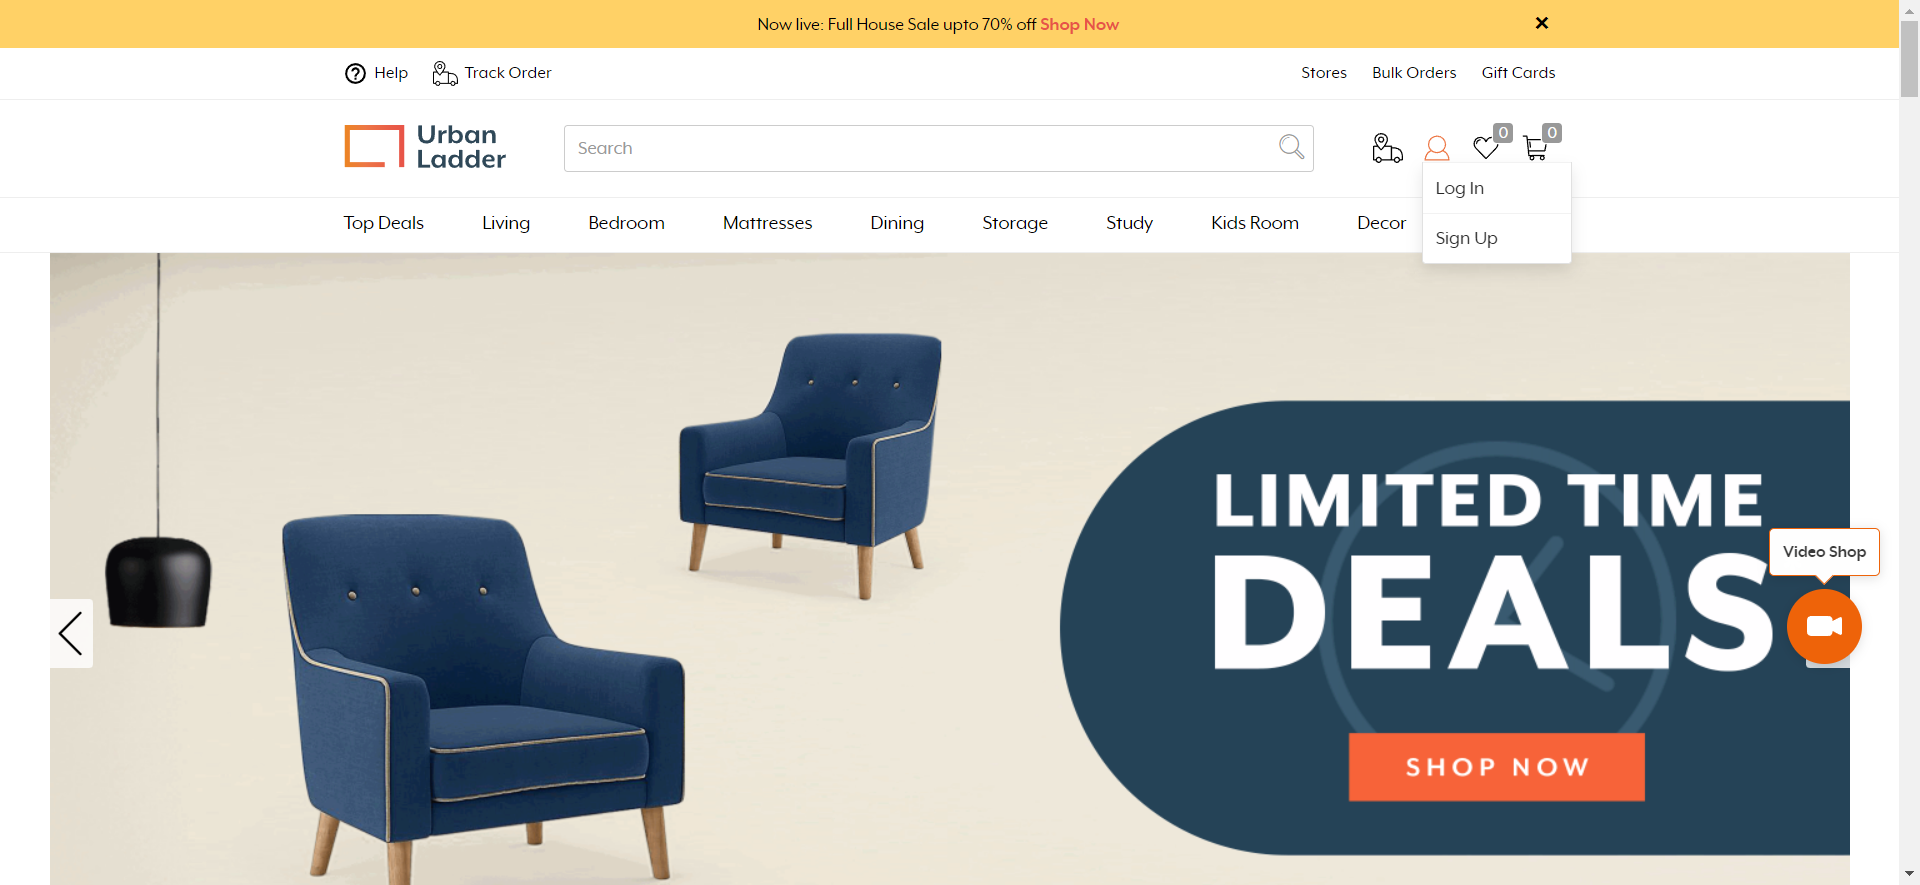 Now live: Full House Sale upto 70% off Shop Now
Help
Track Order
Stores
Bulk Orders
Gift Cards
Urban
Ladder
Search
0
0
Log In
Sign Up
Top Deals
Living
Bedroom
Mattresses
Dining
Storage
Study
Kids Room
Decor
LIMITED TIME
DEALS
SHOP NOW
Video Shop